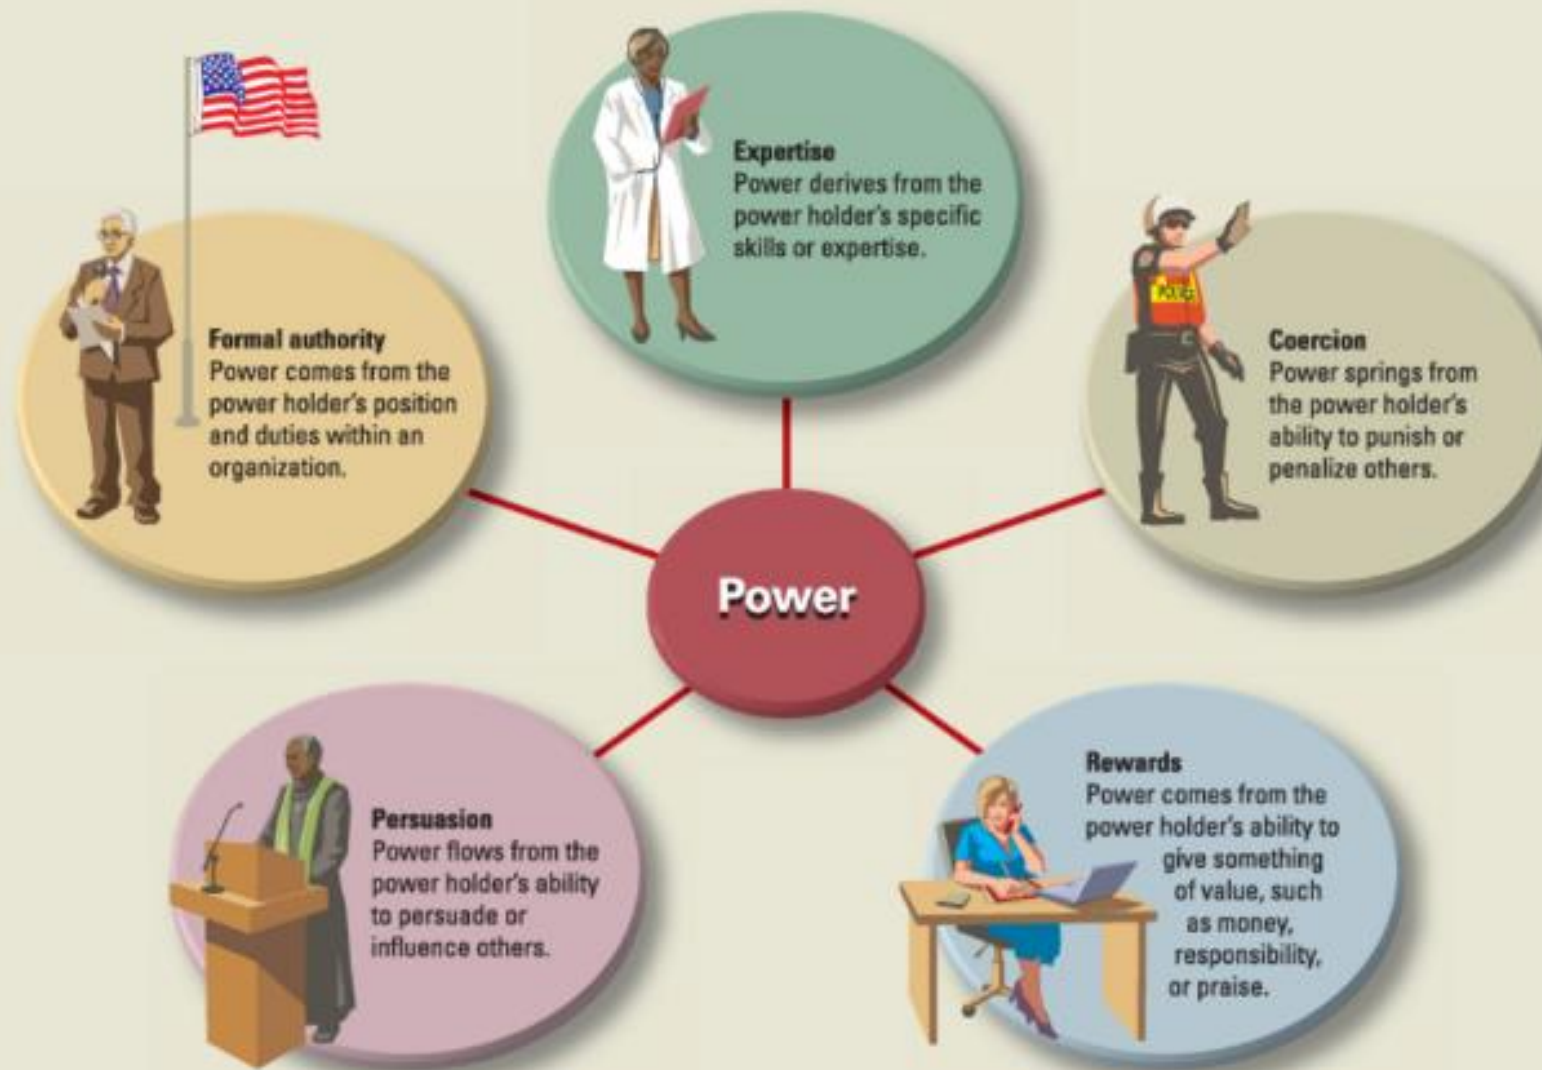 Expertise
Power derives from the
power holder's specific
skills or expertise.
Formal authority
Power comes from the
power holder's position
and duties within an
organization.
POLICE
Coercion
Power springs from
the power holder's
ability to punish or
penalize others.
Power
Persuasion
Power flows from the
power holder's ability
to persuade or
influence others.
Rewards
Power comes from the
power holder's ability to
give something
of value, such
as money,
responsibility,
or praise.